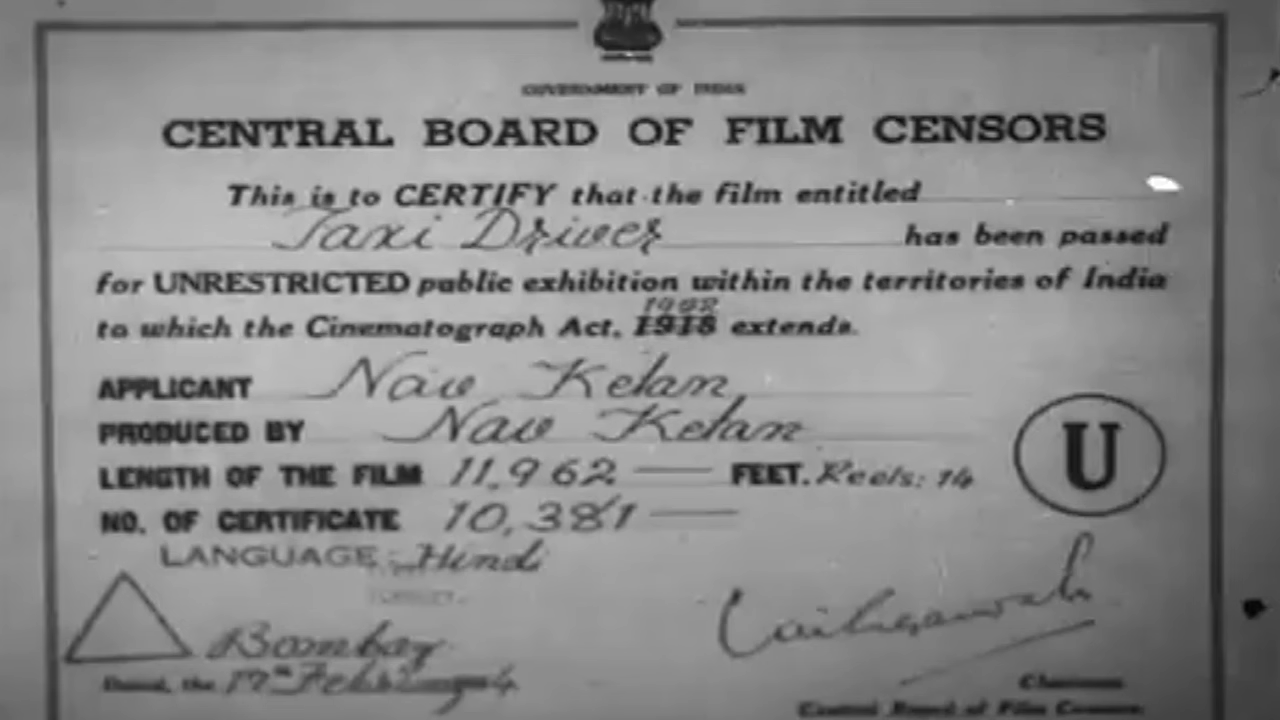 GOVERNMENT OF INDIA
CENTRAL BOARD OF FILM CENSORS
This is to CERTIFY that the film entitled
Taxi Driver has been passed
for UNRESTRICTED public exhibition within the territories of India
1952
to which the Cinematograph Act, 1918 extends.
APPLICANT Nav Ketan
PRODUCED BY Nav Ketan
LENGTH OF THE FILM 11,962 — FEET. Reels: 14
NO. OF CERTIFICATE 10,381 —
U
LANGUAGE: Hindi
Bombay
Dated, the 17th February
Chairman
Central Board of Film Censors.